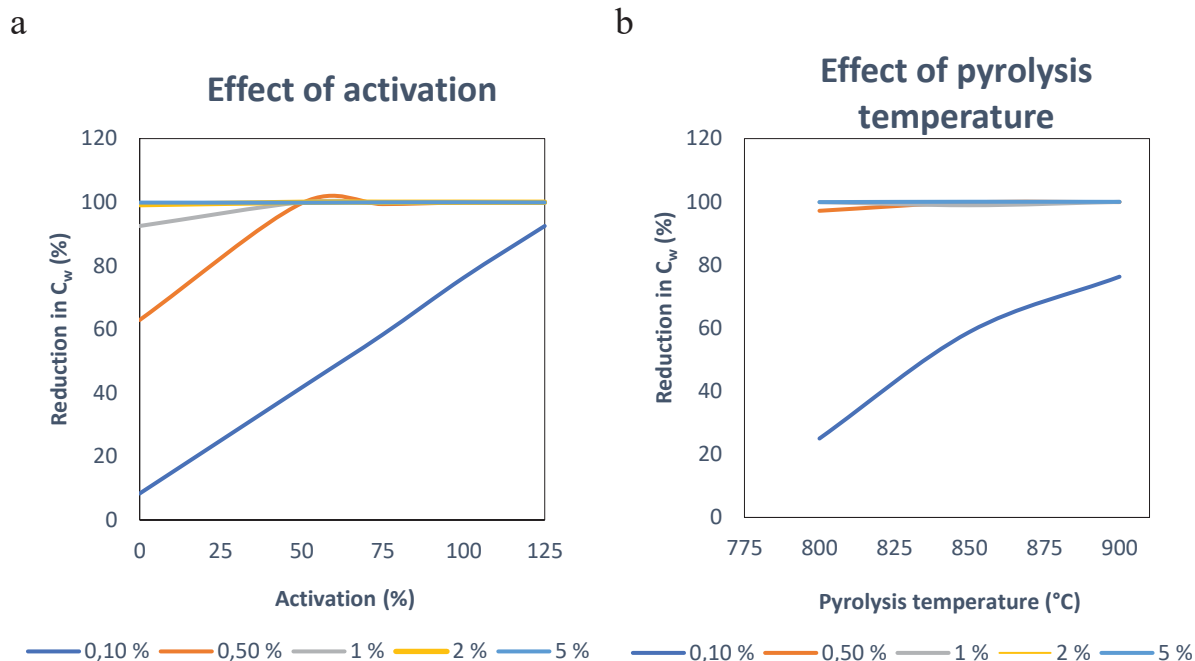 a
Effect of activation
120
100
80
60
40
20
0
Reduction in Cw (%)
0 25 50 75 100 125
Activation (%)
0,10 % 0,50 % 1 % 2 % 5 %
b
Effect of pyrolysis
temperature
120
100
80
60
40
20
0
Reduction in Cw (%)
775 800 825 850 875 900
Pyrolysis temperature (°C)
0,10 % 0,50 % 1 % 2 % 5 %